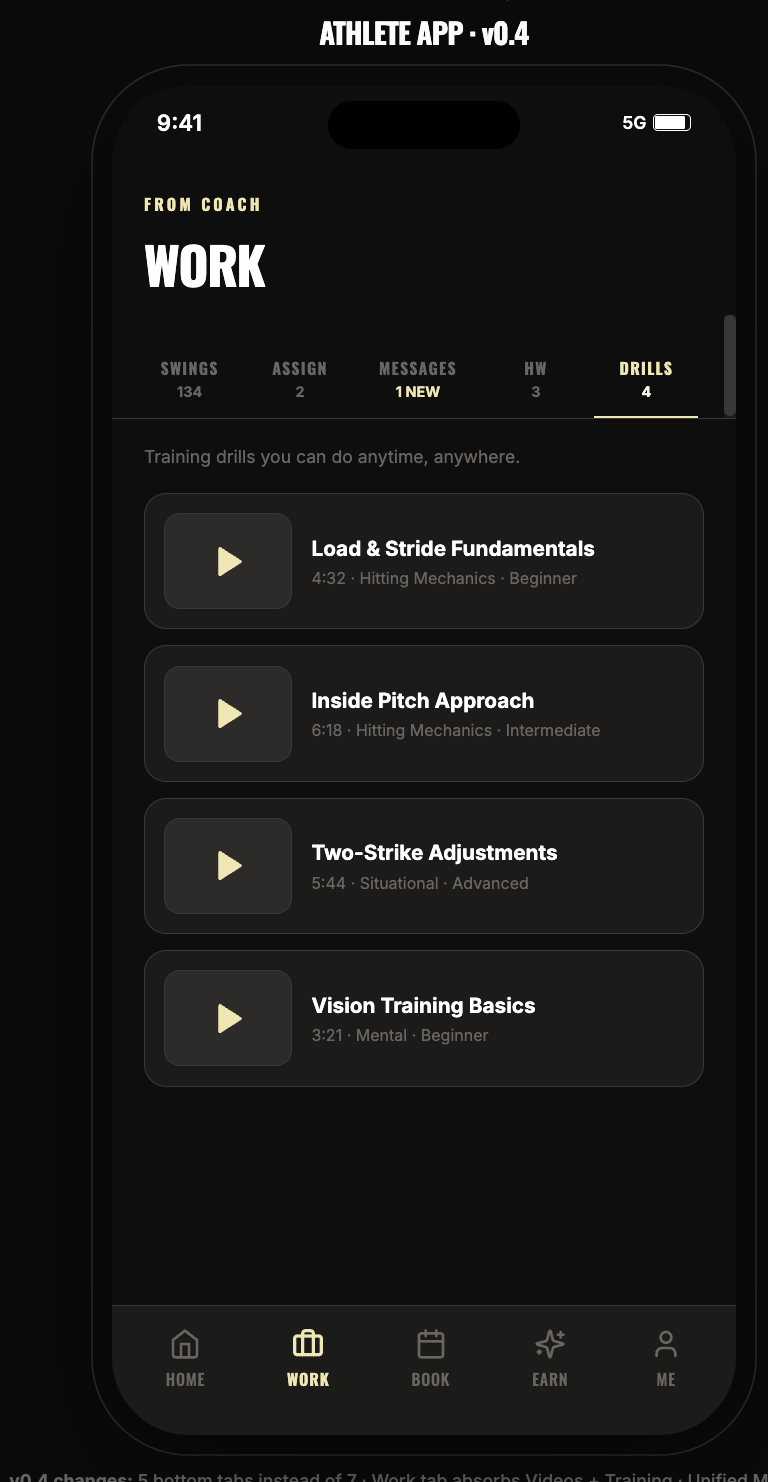 ATHLETE APP · v0.4
9:41
5G
FROM COACH
WORK
SWINGS ASSIGN MESSAGES HW DRILLS
134 2 1 NEW 3 4
Training drills you can do anytime, anywhere.
Load & Stride Fundamentals
4:32 · Hitting Mechanics · Beginner
Inside Pitch Approach
6:18 · Hitting Mechanics · Intermediate
Two-Strike Adjustments
5:44 · Situational · Advanced
Vision Training Basics
3:21 · Mental · Beginner
HOME WORK BOOK EARN ME
v0.4 changes: 5 bottom tabs instead of 7 · Work tab absorbs Videos + Training · Unified